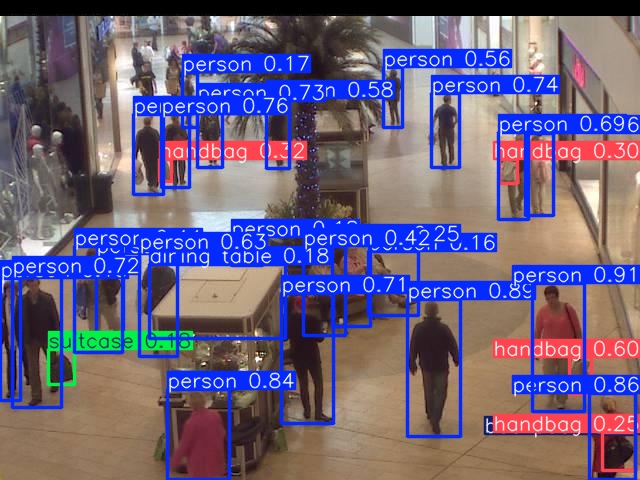 person 0.17
person 0.56
person 0.73
n 0.58
person 0.74
pe
person 0.76
person 0.696
handbag 0.32
handbag 0.30
person 0.63
0.42
25
0.16
dining table 0.18
person 0.72
person 0.71
person 0.89
person 0.91
suitcase 0.18
handbag 0.60
person 0.84
person 0.86
handbag 0.25